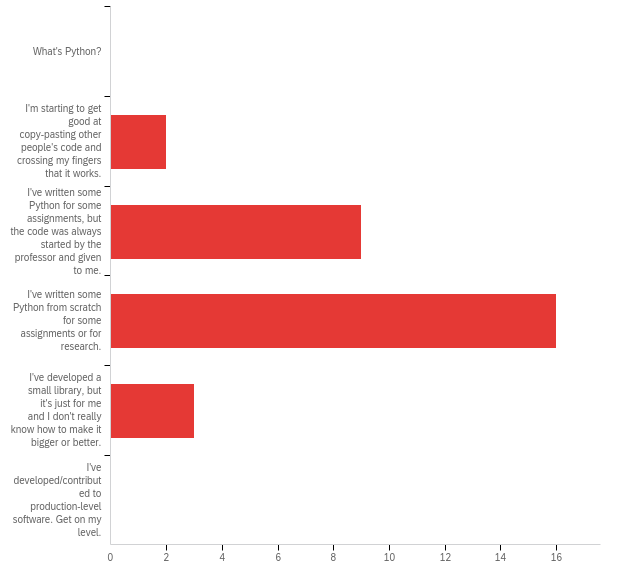 What's Python?
I'm starting to get
good at
copy-pasting other
people's code and
crossing my fingers
that it works.
I've written some
Python for some
assignments, but
the code was always
started by the
professor and given
to me.
I've written some
Python from scratch
for some
assignments or for
research.
I've developed a
small library, but
it's just for me
and I don't really
know how to make it
bigger or better.
I've
developed/contribut
ed to
production-level
software. Get on my
level.
0 2 4 6 8 10 12 14 16